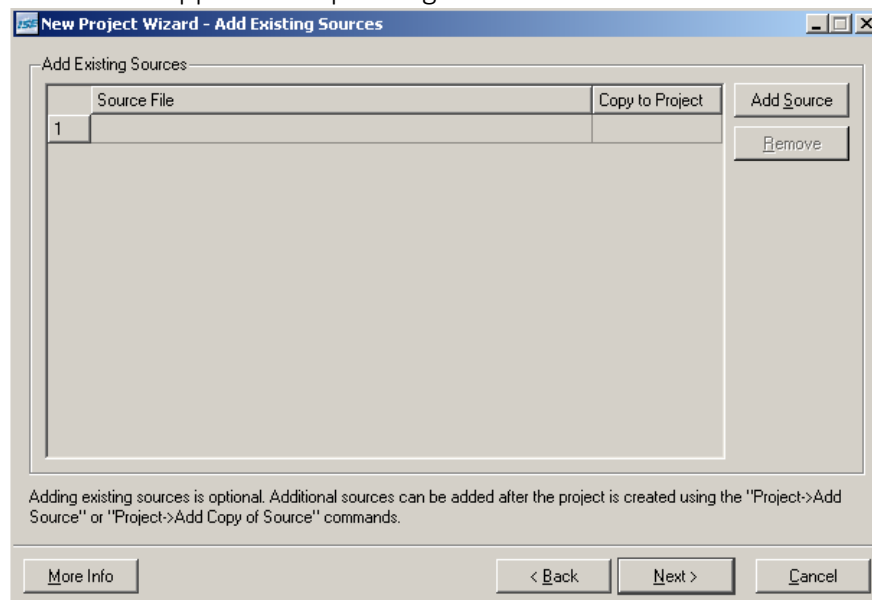 ISE New Project Wizard - Add Existing Sources
Add Existing Sources
Source File Copy to Project Add Source
1 Remove
Adding existing sources is optional. Additional sources can be added after the project is created using the "Project->Add
Source" or "Project->Add Copy of Source" commands.
More Info < Back Next > Cancel